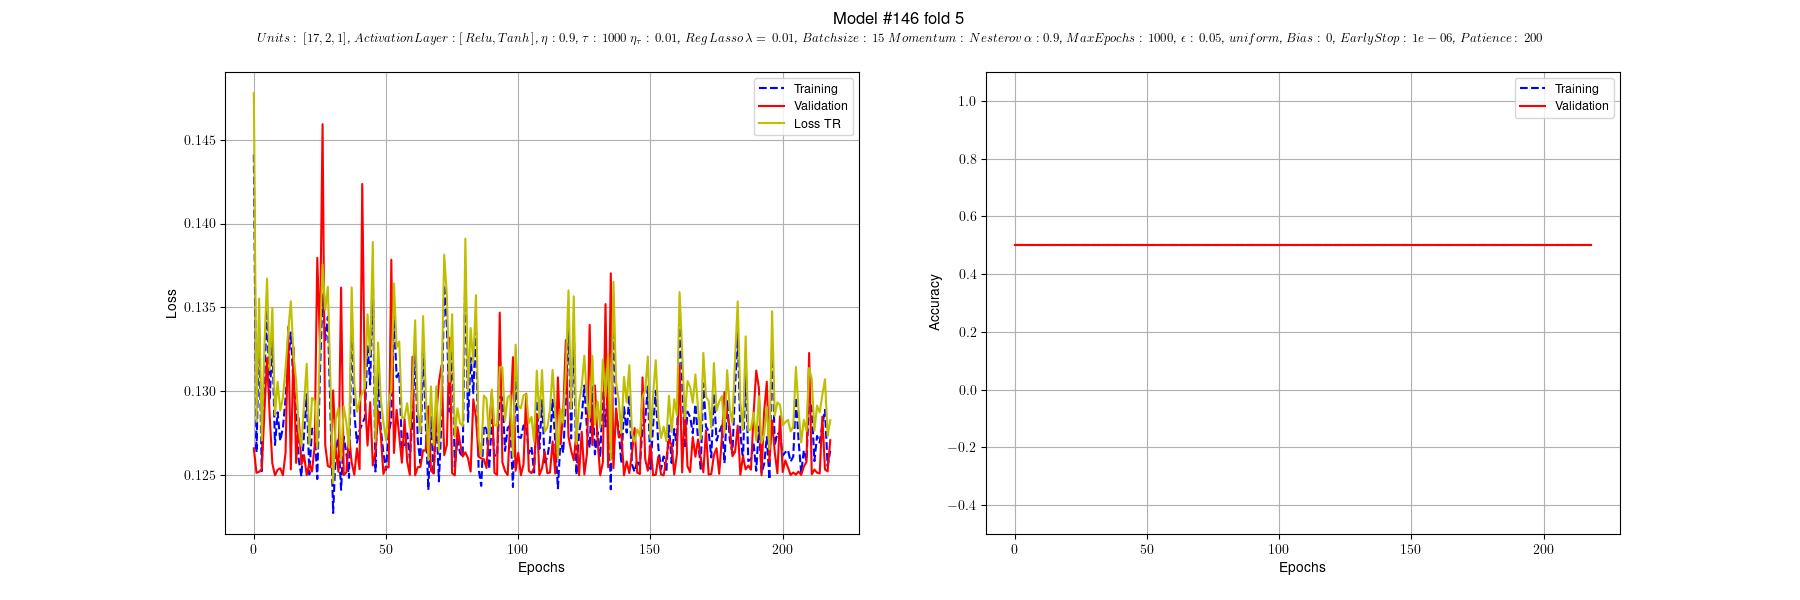 Model #146 fold 5
Units : [17, 2, 1], ActivationLayer : [ Relu, Tanh], η : 0.9, τ : 1000 ητ : 0.01, Reg Lasso λ = 0.01, Batchsize : 15 Momentum : Nesterov α : 0.9, MaxEpochs : 1000, ϵ : 0.05, uniform, Bias : 0, EarlyStop : 1e − 06, Patience : 200
Training
Validation
Loss TR
0.145
0.140
0.135
0.130
0.125
Loss
0 50 100 150 200
Epochs
Training
Validation
1.0
0.8
0.6
0.4
0.2
0.0
−0.2
−0.4
Accuracy
0 50 100 150 200
Epochs